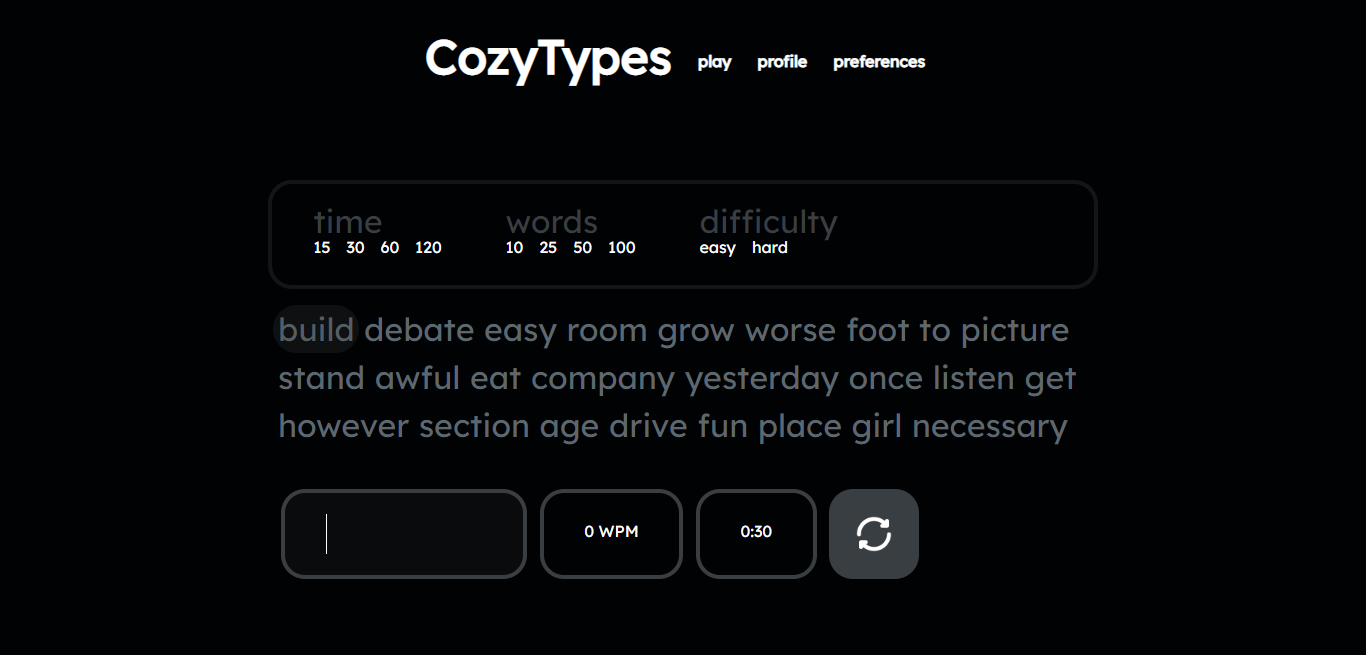 CozyTypes play profile preferences
time words difficulty
15 30 60 120 10 25 50 100 easy hard
build debate easy room grow worse foot to picture
stand awful eat company yesterday once listen get
however section age drive fun place girl necessary
0 WPM 0:30